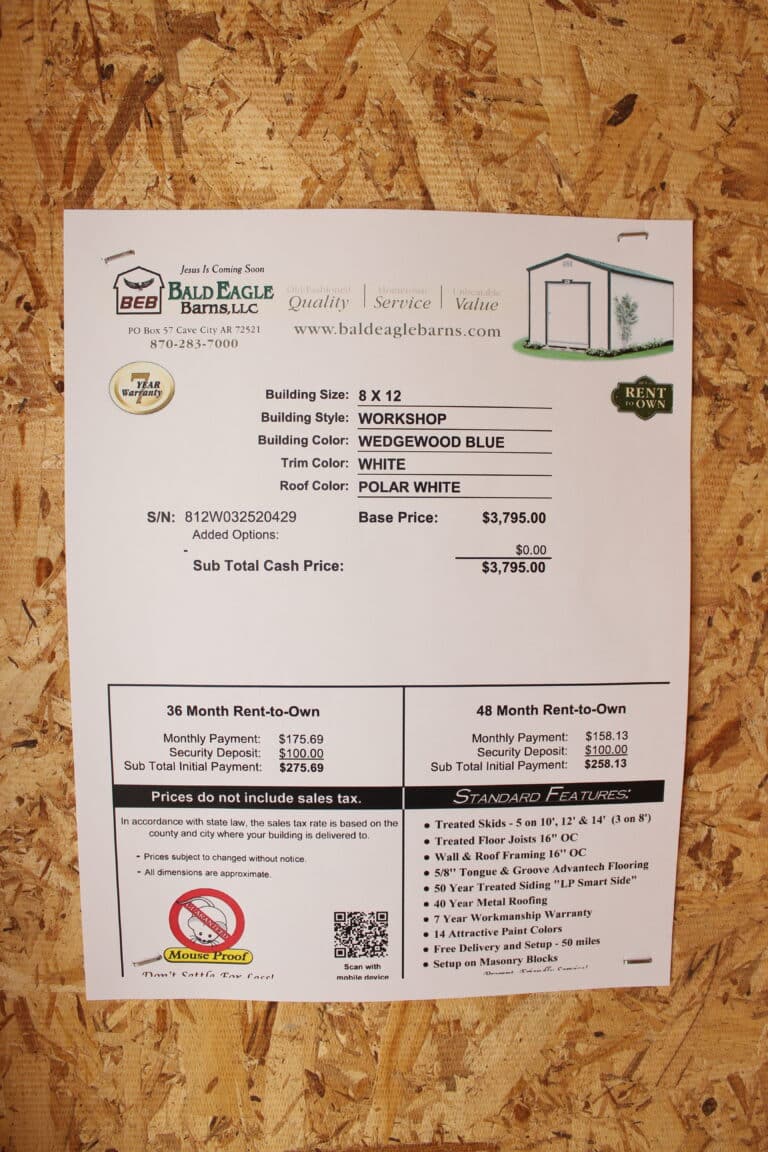 Jesus Is Coming Soon
BEB
BALD EAGLE
BARNS, LLC
Quality | Service | Value
PO Box 57 Cave City AR 72521
870-283-7000
www.baldeaglebarns.com
7 YEAR
Warranty
RENT
TO OWN
Building Size: 8 X 12
Building Style: WORKSHOP
Building Color: WEDGEWOOD BLUE
Trim Color: WHITE
Roof Color: POLAR WHITE
S/N: 812W032520429 Base Price: $3,795.00
Added Options:
- $0.00
Sub Total Cash Price: $3,795.00
36 Month Rent-to-Own
Monthly Payment: $175.69
Security Deposit: $100.00
Sub Total Initial Payment: $275.69
48 Month Rent-to-Own
Monthly Payment: $158.13
Security Deposit: $100.00
Sub Total Initial Payment: $258.13
Prices do not include sales tax.
In accordance with state law, the sales tax rate is based on the
county and city where your building is delivered to.
- Prices subject to changed without notice.
- All dimensions are approximate.
GUARANTEED
Mouse Proof
Don't Settle For Less!
Scan with
mobile device
STANDARD FEATURES:
• Treated Skids - 5 on 10', 12' & 14' (3 on 8')
• Treated Floor Joists 16" OC
• Wall & Roof Framing 16" OC
• 5/8" Tongue & Groove Advantech Flooring
• 50 Year Treated Siding "LP Smart Side"
• 40 Year Metal Roofing
• 7 Year Workmanship Warranty
• 14 Attractive Paint Colors
• Free Delivery and Setup - 50 miles
• Setup on Masonry Blocks